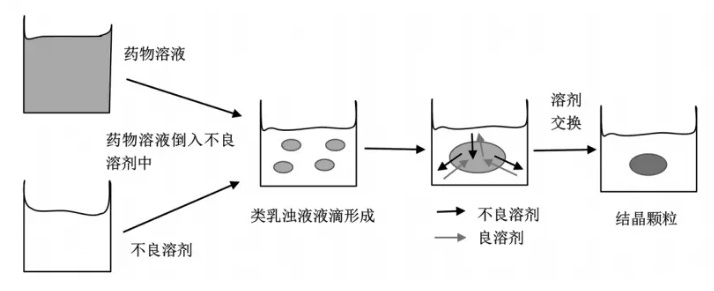 药物溶液
药物溶液倒入不良
溶剂中
不良溶剂
类乳浊液液滴形成
不良溶剂
良溶剂
溶剂
交换
结晶颗粒